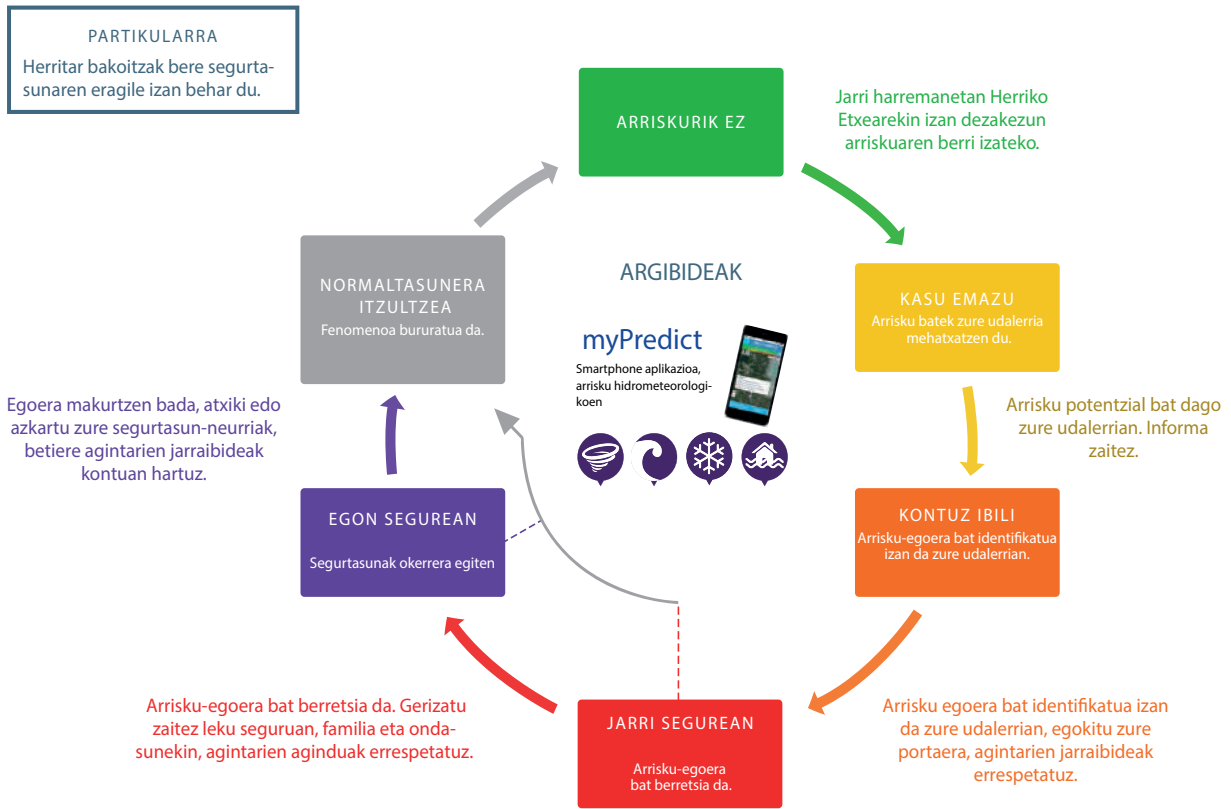 PARTIKULARRA
Herritar bakoitzak bere segurta-
sunaren eragile izan behar du.
ARRISKURIK EZ
Jarri harremanetan Herriko
Etxearekin izan dezakezun
arriskuaren berri izateko.
KASU EMAZU
Arrisku batek zure udalerria
mehatxatzen du.
Arrisku potentzial bat dago
zure udalerrian. Informa
zaitez.
KONTUZ IBILI
Arrisku-egoera bat identifikatua
izan da zure udalerrian.
Arrisku egoera bat identifikatua izan
da zure udalerrian, egokitu zure
portaera, agintarien jarraibideak
errespetatuz.
JARRI SEGUREAN
Arrisku-egoera
bat berretsia da.
Arrisku-egoera bat berretsia da. Gerizatu
zaitez leku seguruan, familia eta onda-
sunekin, agintarien aginduak errespetatuz.
EGON SEGUREAN
Segurtasunak okerrera egiten
Egoera makurtzen bada, atxiki edo
azkartu zure segurtasun-neurriak,
betiere agintarien jarraibideak
kontuan hartuz.
NORMALTASUNERA
ITZULTZEA
Fenomenoa bururatua da.
ARGIBIDEAK
myPredict
Smartphone aplikazioa,
arrisku hidrometeorologi-
koen